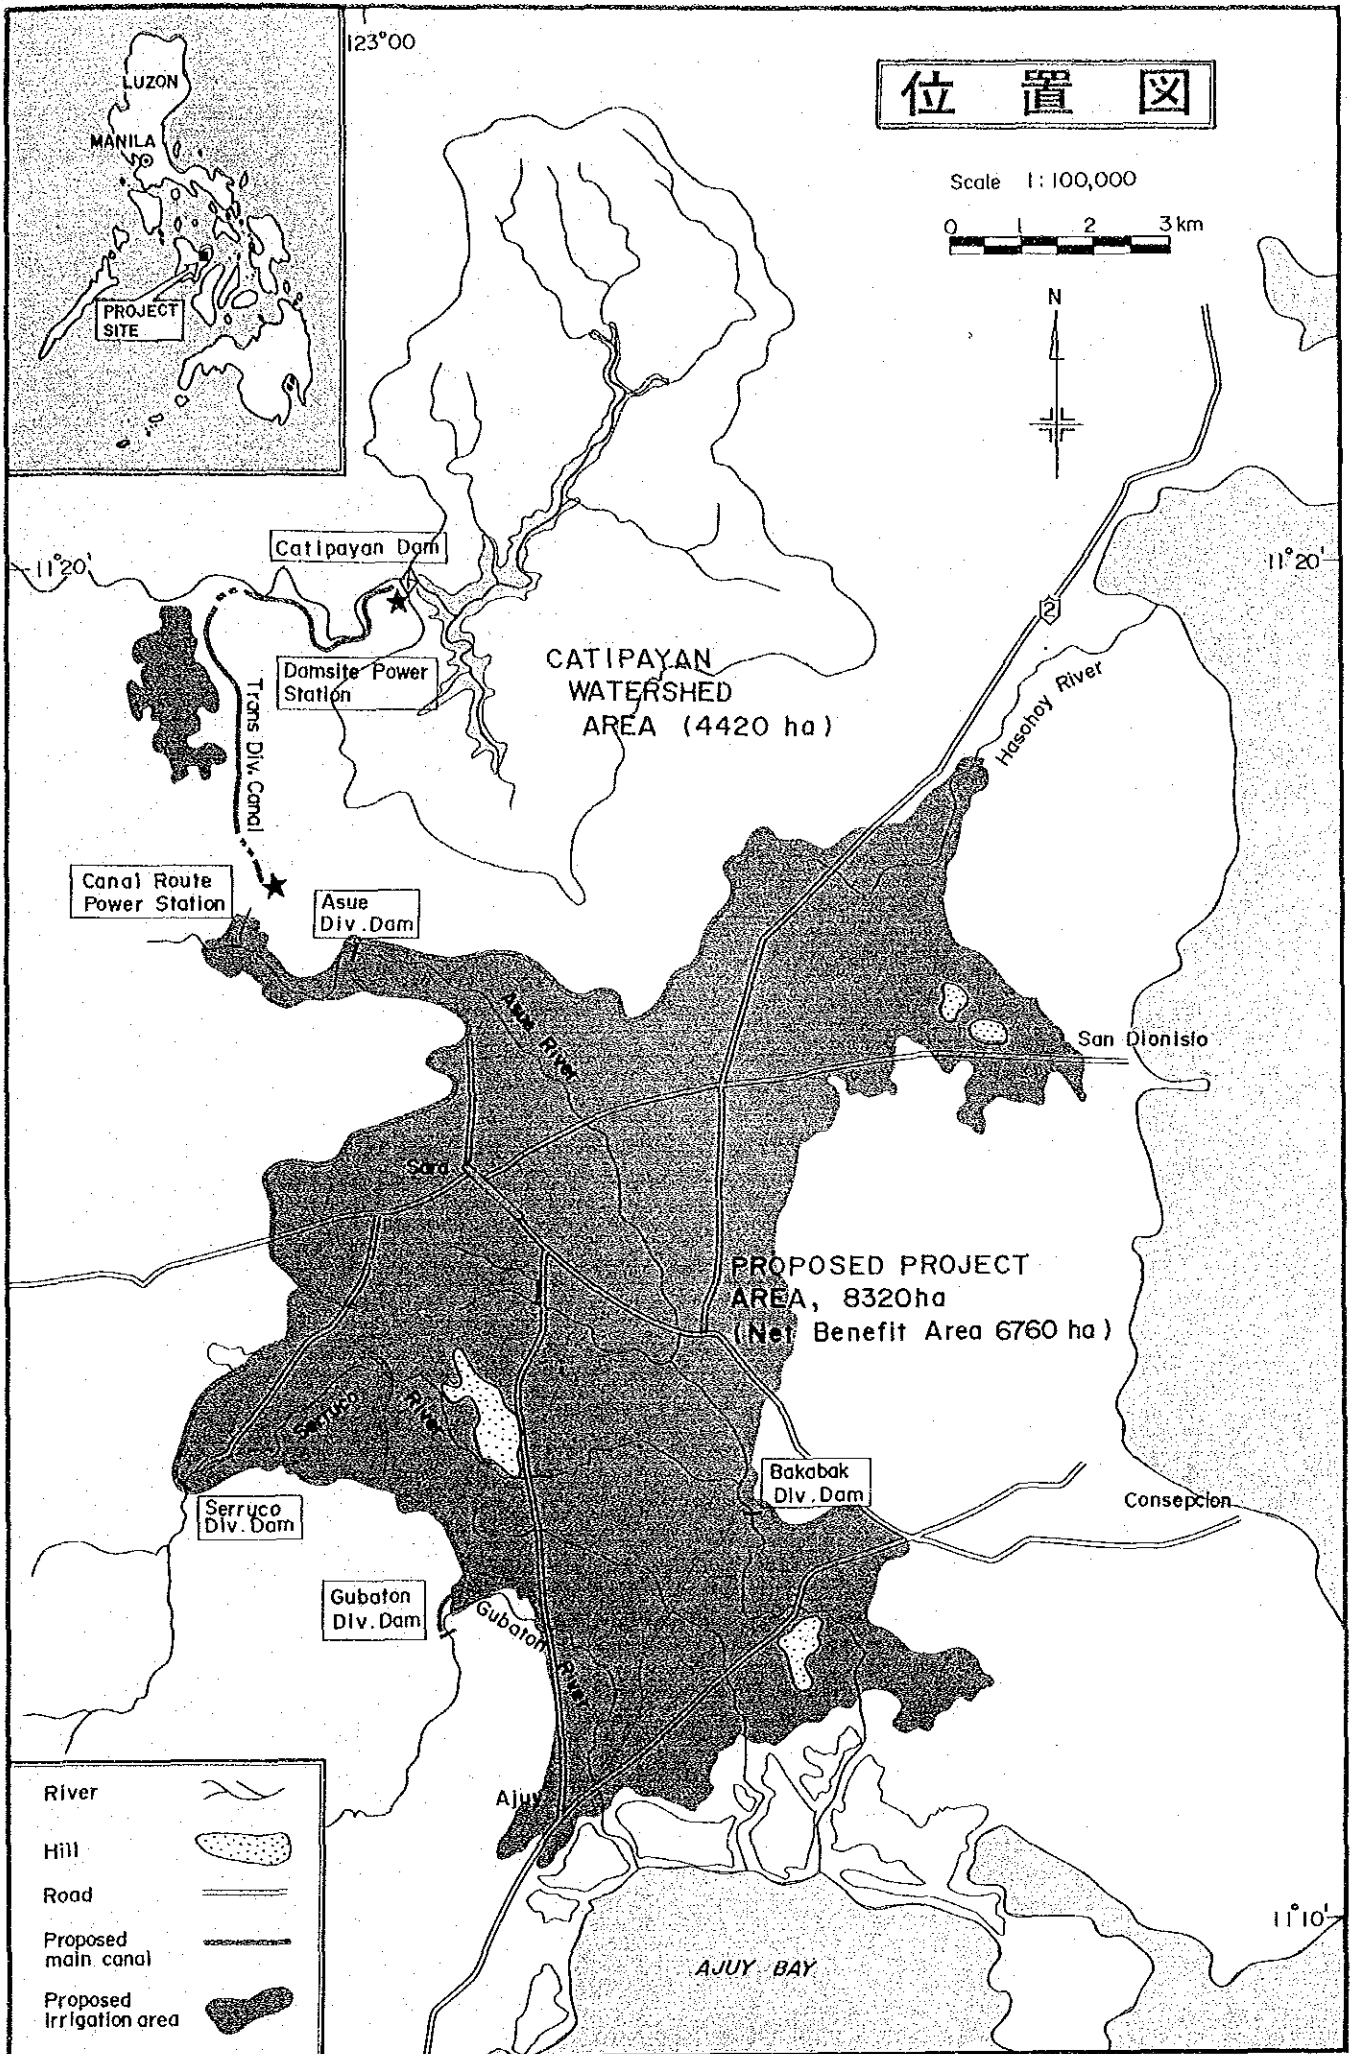 123°00
位 置 図
LUZON
MANILA
PROJECT
SITE
Scale 1:100,000
0 1 2 3 km
N
Catipayan Dam
11°20'
11°20'
2
Damsite Power
Station
CATIPAYAN
WATERSHED
AREA (4420 ha)
Hasohoy River
Trans Div. Canal
Canal Route
Power Station
Asue
Div. Dam
Asue River
San Dionisio
Sara
PROPOSED PROJECT
AREA, 8320ha
(Net Benefit Area 6760 ha)
Serruco River
Bakabak
Div. Dam
Serruco
Div. Dam
Consepcion
Gubaton
Div. Dam
Gubaton River
Ajuy
River
Hill
Road
Proposed
main canal
Proposed
irrigation area
11°10'
AJUY BAY